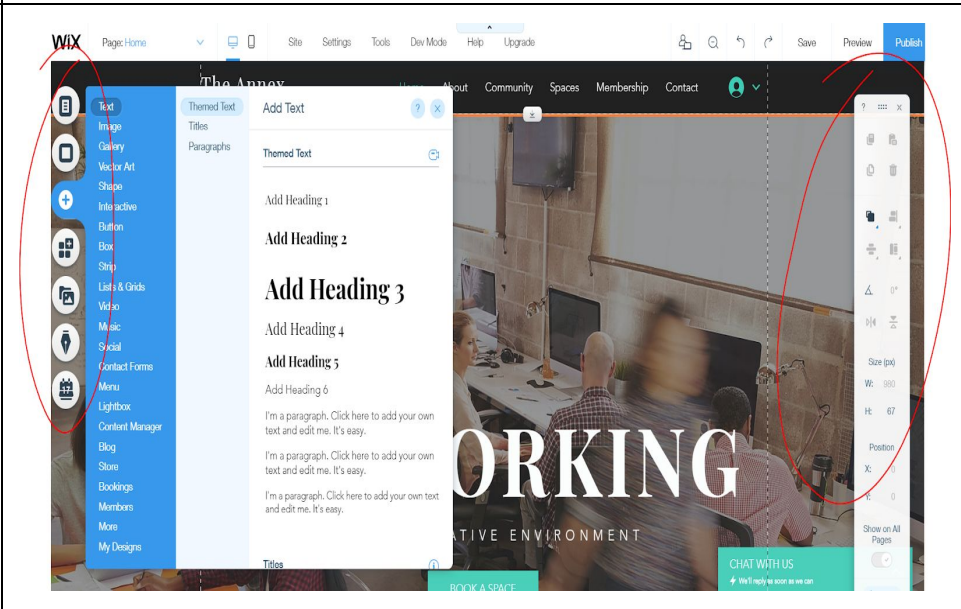 WiX Page: Home Site Settings Tools Dev Mode Help Upgrade Save Preview Publish
The Annex Home About Community Spaces Membership Contact
Text
Image
Gallery
Vector Art
Shape
Interactive
Button
Box
Strip
Lists & Grids
Video
Music
Social
Contact Forms
Menu
Lightbox
Content Manager
Blog
Store
Bookings
Members
More
My Designs
17
Themed Text
Titles
Paragraphs
Add Text ? ×
Themed Text
Add Heading 1
Add Heading 2
Add Heading 3
Add Heading 4
Add Heading 5
Add Heading 6
I'm a paragraph. Click here to add your own
text and edit me. It's easy.
I'm a paragraph. Click here to add your own
text and edit me. It's easy.
I'm a paragraph. Click here to add your own text
and edit me. It's easy.
Titles
ORKING
ATIVE ENVIRONMENT
BOOK A SPACE
CHAT WITH US
We'll reply as soon as we can
? x
0°
Size (px)
W: 980
H: 67
Position
X: 0
Y: 0
Show on All
Pages